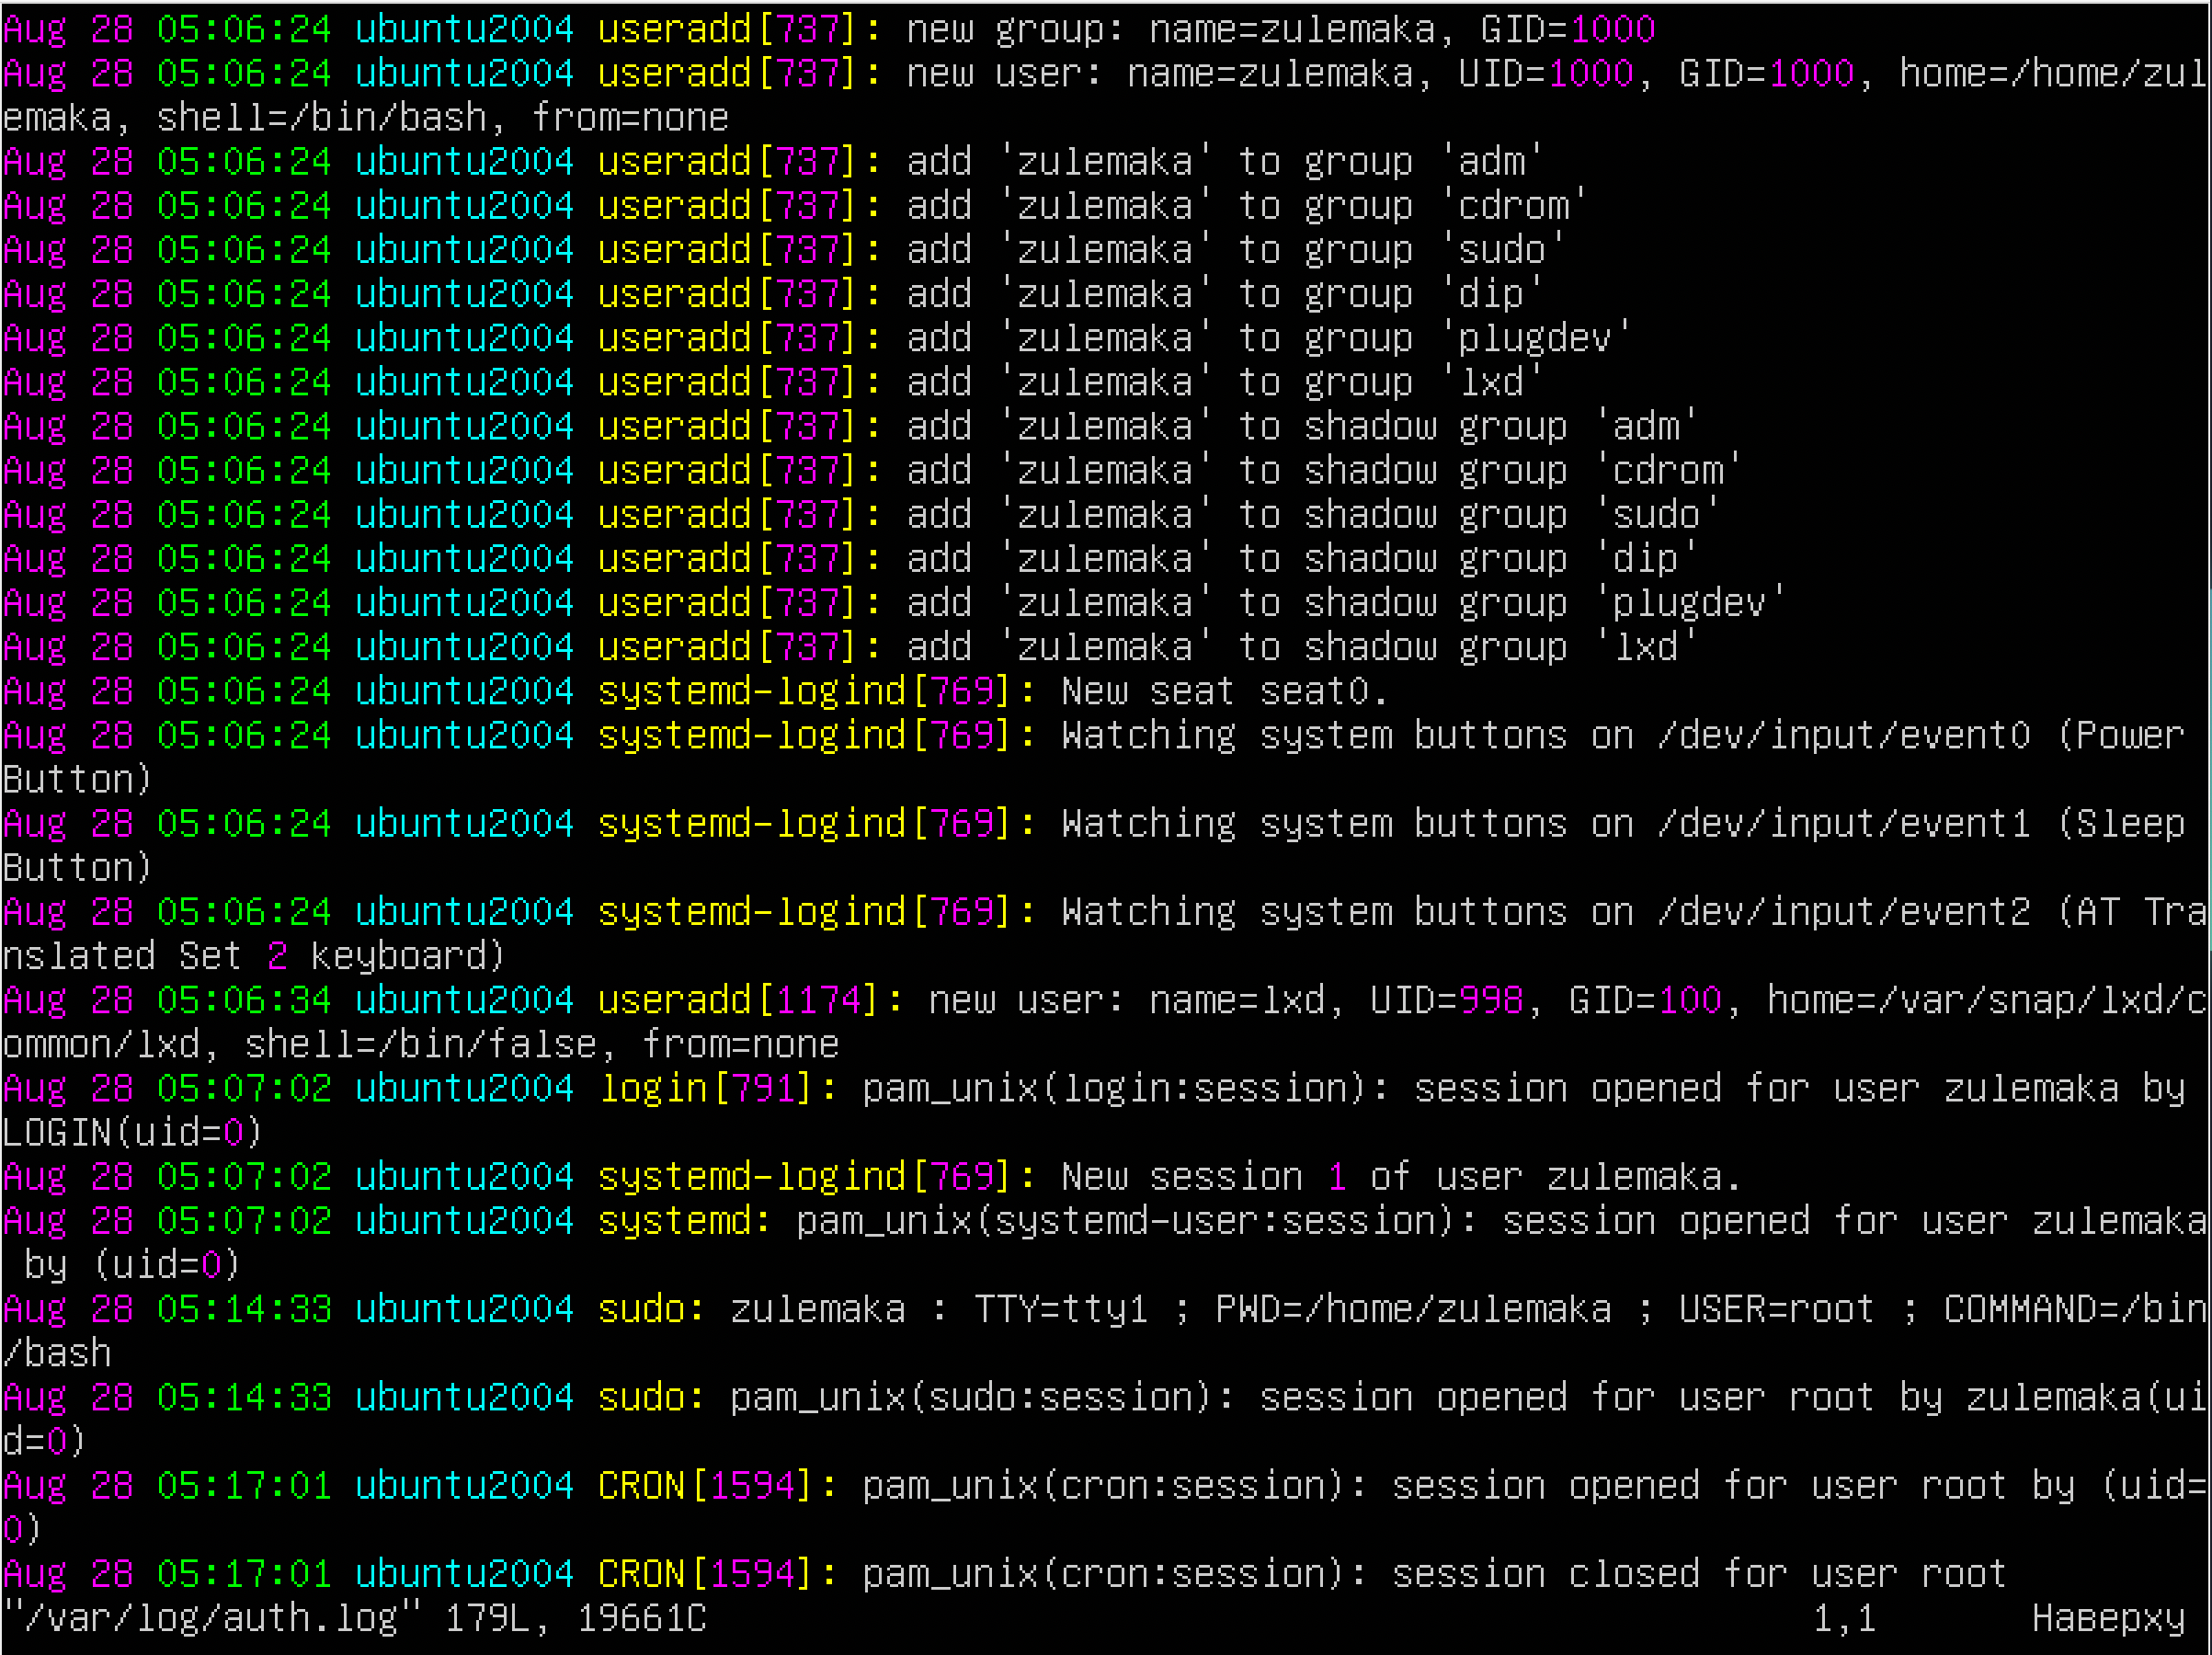 Aug 28 05:06:24 ubuntu2004 useradd[737]: new group: name=zulemaka, GID=1000
Aug 28 05:06:24 ubuntu2004 useradd[737]: new user: name=zulemaka, UID=1000, GID=1000, home=/home/zul
emaka, shell=/bin/bash, from=none
Aug 28 05:06:24 ubuntu2004 useradd[737]: add 'zulemaka' to group 'adm'
Aug 28 05:06:24 ubuntu2004 useradd[737]: add 'zulemaka' to group 'cdrom'
Aug 28 05:06:24 ubuntu2004 useradd[737]: add 'zulemaka' to group 'sudo'
Aug 28 05:06:24 ubuntu2004 useradd[737]: add 'zulemaka' to group 'dip'
Aug 28 05:06:24 ubuntu2004 useradd[737]: add 'zulemaka' to group 'plugdev'
Aug 28 05:06:24 ubuntu2004 useradd[737]: add 'zulemaka' to group 'lxd'
Aug 28 05:06:24 ubuntu2004 useradd[737]: add 'zulemaka' to shadow group 'adm'
Aug 28 05:06:24 ubuntu2004 useradd[737]: add 'zulemaka' to shadow group 'cdrom'
Aug 28 05:06:24 ubuntu2004 useradd[737]: add 'zulemaka' to shadow group 'sudo'
Aug 28 05:06:24 ubuntu2004 useradd[737]: add 'zulemaka' to shadow group 'dip'
Aug 28 05:06:24 ubuntu2004 useradd[737]: add 'zulemaka' to shadow group 'plugdev'
Aug 28 05:06:24 ubuntu2004 useradd[737]: add 'zulemaka' to shadow group 'lxd'
Aug 28 05:06:24 ubuntu2004 systemd-logind[769]: New seat seat0.
Aug 28 05:06:24 ubuntu2004 systemd-logind[769]: Watching system buttons on /dev/input/event0 (Power
Button)
Aug 28 05:06:24 ubuntu2004 systemd-logind[769]: Watching system buttons on /dev/input/event1 (Sleep
Button)
Aug 28 05:06:24 ubuntu2004 systemd-logind[769]: Watching system buttons on /dev/input/event2 (AT Tra
nslated Set 2 keyboard)
Aug 28 05:06:34 ubuntu2004 useradd[1174]: new user: name=lxd, UID=998, GID=100, home=/var/snap/lxd/c
ommon/lxd, shell=/bin/false, from=none
Aug 28 05:07:02 ubuntu2004 login[791]: pam_unix(login:session): session opened for user zulemaka by
LOGIN(uid=0)
Aug 28 05:07:02 ubuntu2004 systemd-logind[769]: New session 1 of user zulemaka.
Aug 28 05:07:02 ubuntu2004 systemd: pam_unix(systemd-user:session): session opened for user zulemaka
 by (uid=0)
Aug 28 05:14:33 ubuntu2004 sudo: zulemaka : TTY=tty1 ; PWD=/home/zulemaka ; USER=root ; COMMAND=/bin
/bash
Aug 28 05:14:33 ubuntu2004 sudo: pam_unix(sudo:session): session opened for user root by zulemaka(ui
d=0)
Aug 28 05:17:01 ubuntu2004 CRON[1594]: pam_unix(cron:session): session opened for user root by (uid=
0)
Aug 28 05:17:01 ubuntu2004 CRON[1594]: pam_unix(cron:session): session closed for user root
"/var/log/auth.log" 179L, 19661C 1,1 Наверху